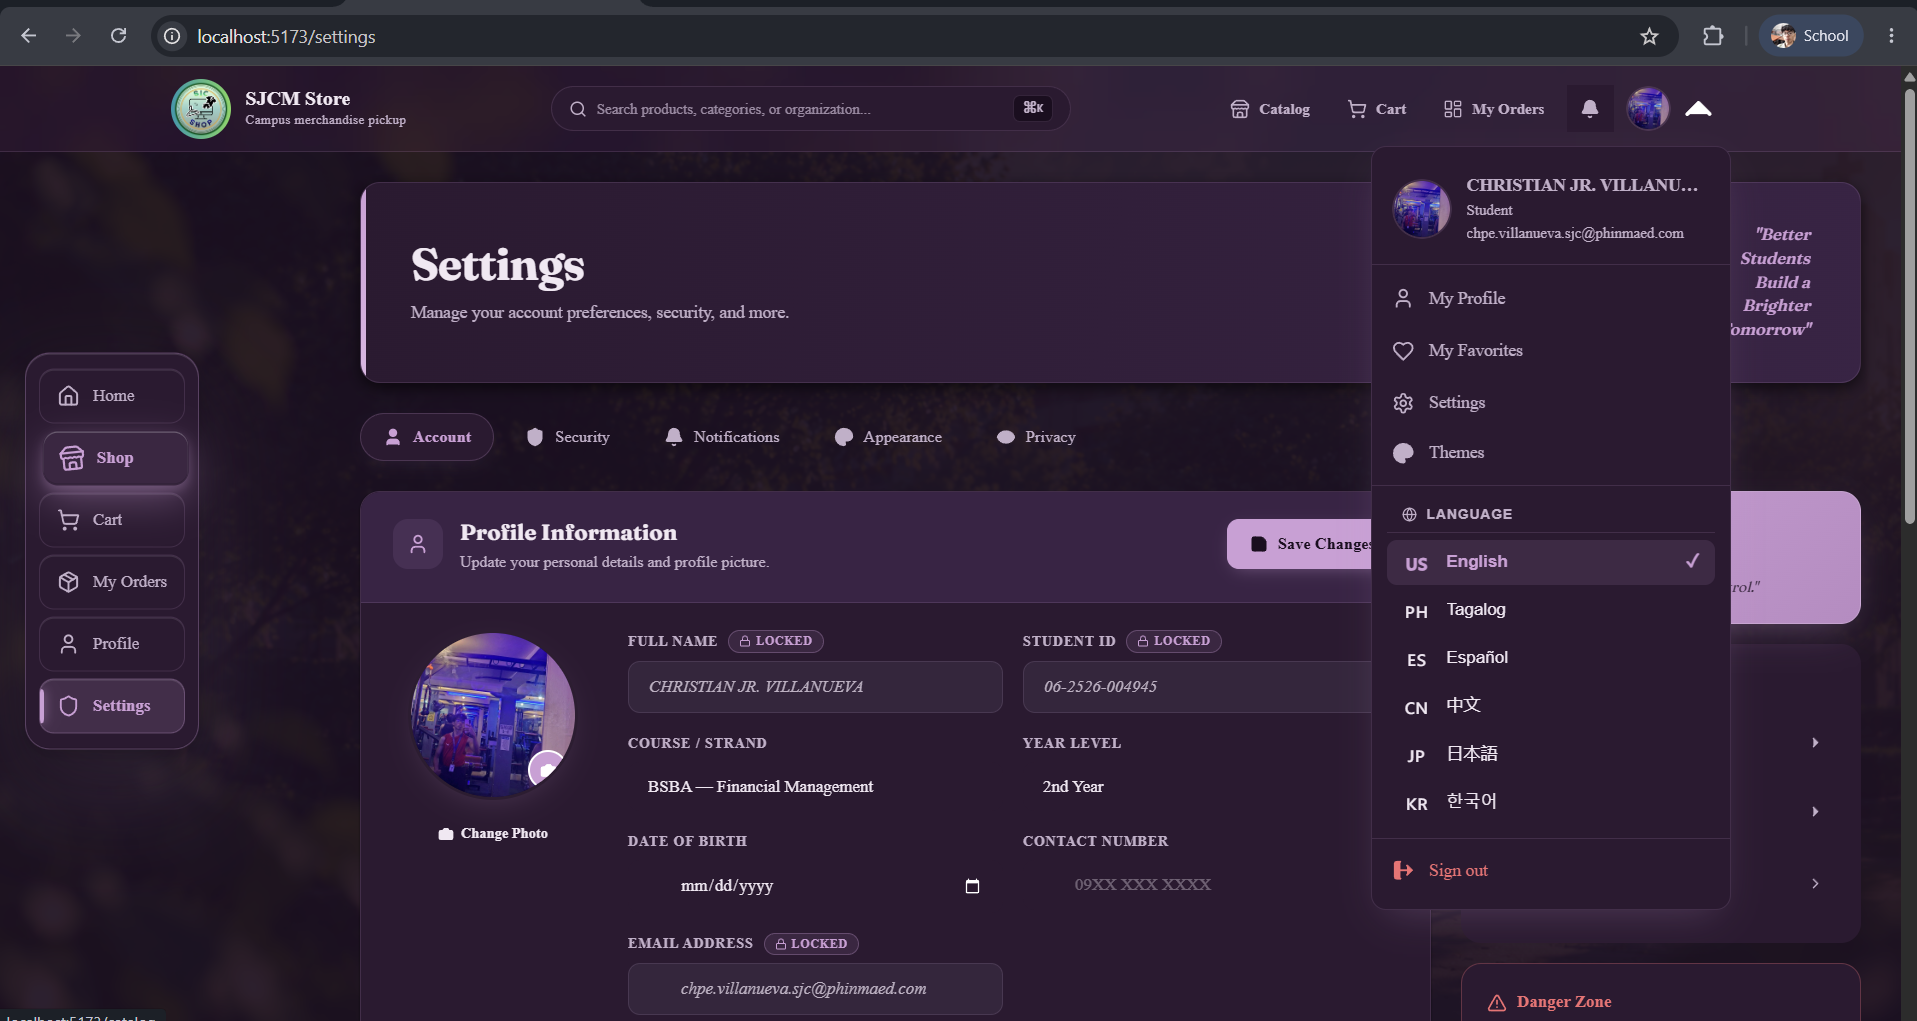 localhost:5173/settings
School
SJCM Store
Campus merchandise pickup
Search products, categories, or organization...
⌘K
Catalog
Cart
My Orders
CHRISTIAN JR. VILLANU...
Student
chpe.villanueva.sjc@phinmaed.com
My Profile
My Favorites
Settings
Themes
LANGUAGE
US English
PH Tagalog
ES Español
CN 中文
JP 日本語
KR 한국어
Sign out
Settings
Manage your account preferences, security, and more.
"Better
Students
Build a
Brighter
omorrow"
Home
Shop
Cart
My Orders
Profile
Settings
Account
Security
Notifications
Appearance
Privacy
Profile Information
Update your personal details and profile picture.
Save Changes
rol."
Change Photo
FULL NAME LOCKED
CHRISTIAN JR. VILLANUEVA
STUDENT ID LOCKED
06-2526-004945
COURSE / STRAND
BSBA — Financial Management
YEAR LEVEL
2nd Year
DATE OF BIRTH
mm/dd/yyyy
CONTACT NUMBER
09XX XXX XXXX
EMAIL ADDRESS LOCKED
chpe.villanueva.sjc@phinmaed.com
Danger Zone